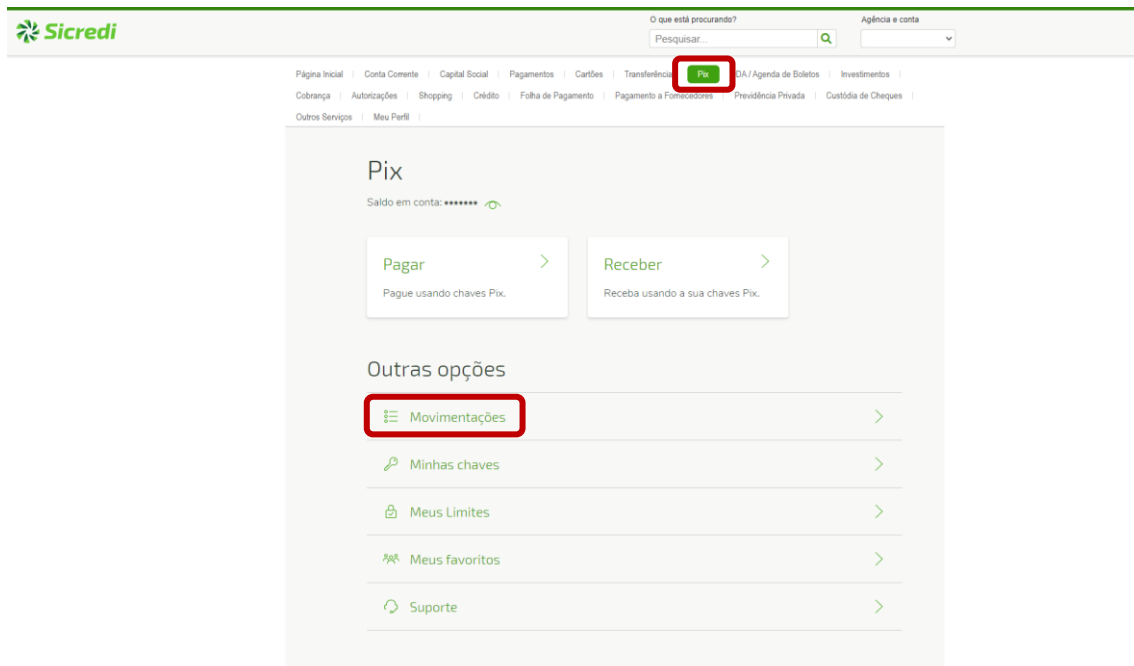 Sicredi
O que está procurando?
Agência e conta
Pesquisar...
Página Inicial | Conta Corrente | Capital Social | Pagamentos | Cartões | Transferência Pix DA / Agenda de Boletos | Investimentos |
Cobrança | Autorizações | Shopping | Crédito | Folha de Pagamento | Pagamento a Fornecedores | Previdência Privada | Custódia de Cheques |
Outros Serviços | Meu Perfil |
Pix
Saldo em conta: •••••••
Pagar
Pague usando chaves Pix.
Receber
Receba usando a sua chaves Pix.
Outras opções
Movimentações
Minhas chaves
Meus Limites
Meus favoritos
Suporte